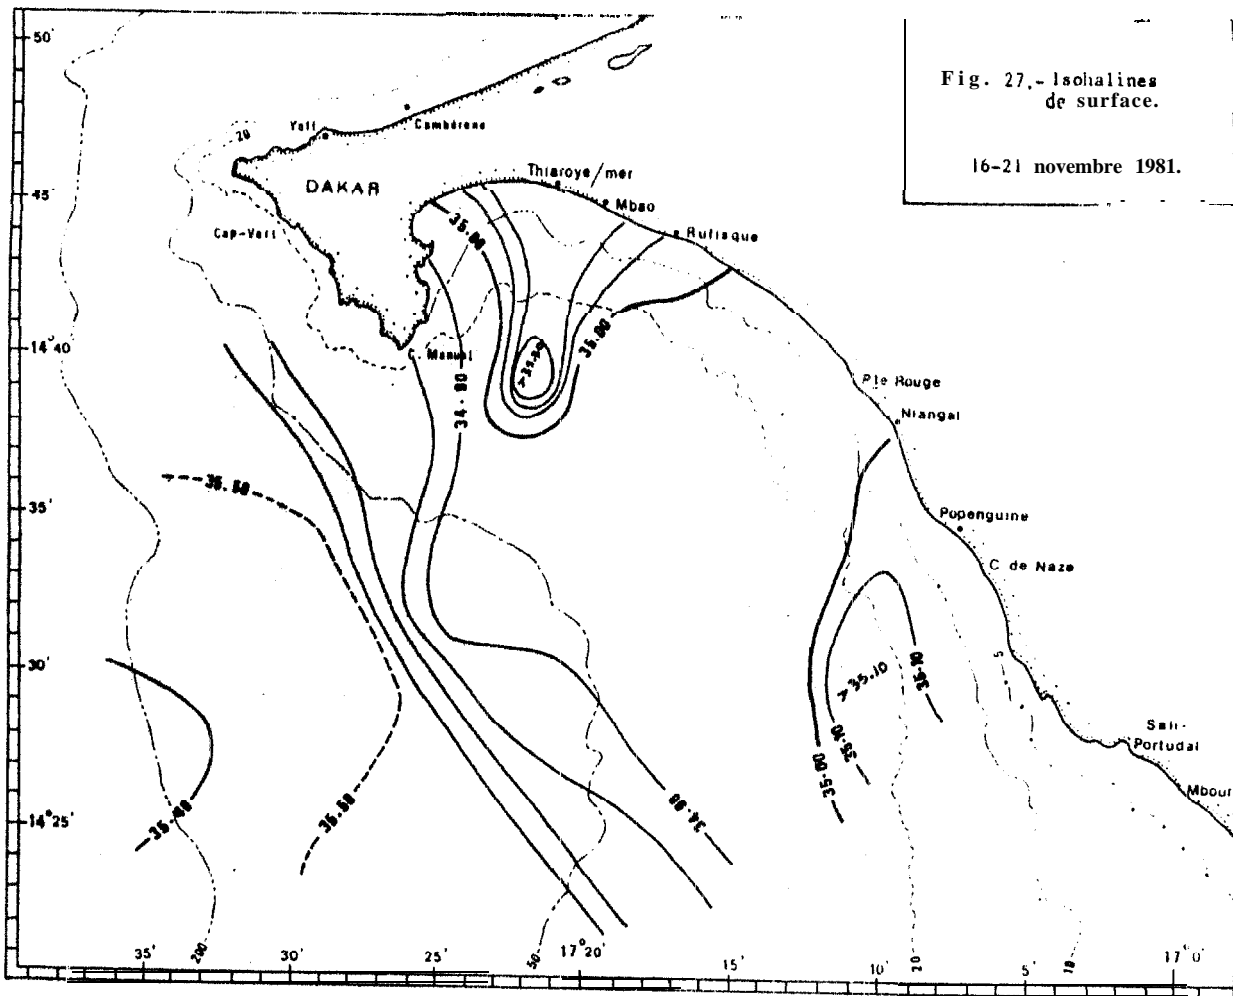 Fig. 27.- Isohalines
de surface.
16-21 novembre 1981.
50'
45'
14°40
35'
30'
14°25'
20
Yoff
Cambérène
DAKAR
Cap-Vert
C. Manuel
Thiaroye/mer
Mbao
Rufisque
Pte Rouge
Niangal
Popenguine
C. de Naze
5
Sali-
Portudal
Mbour
35.00
35.00
34.90
35.50
35.50
35.40
34.90
35.00
35.10
35.10
>35.10
35'
200
30'
25'
50
17°20'
15'
10'
20
5'
10
17°0'